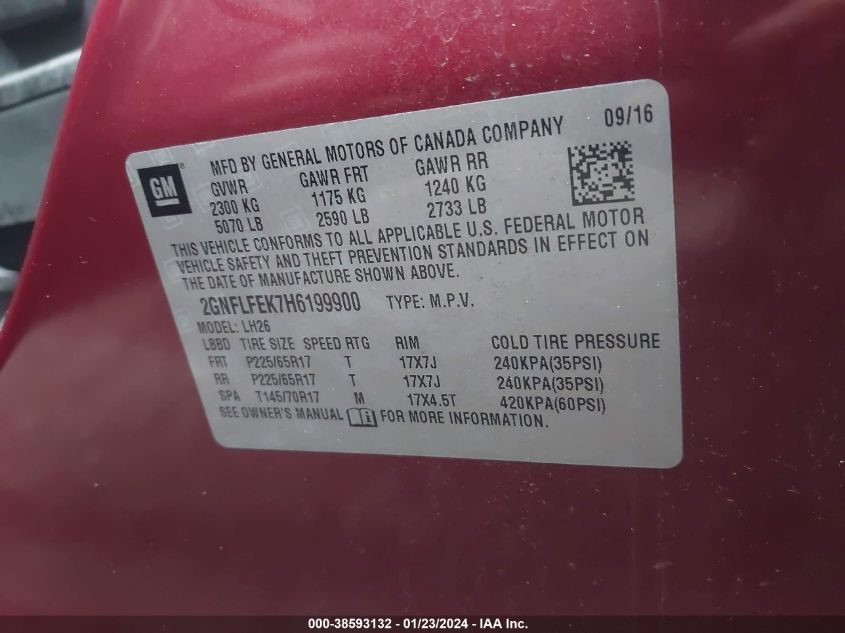 09/16
MFD BY GENERAL MOTORS OF CANADA COMPANY
GM
GVWR GAWR FRT GAWR RR
2300 KG 1175 KG 1240 KG
5070 LB 2590 LB 2733 LB
THIS VEHICLE CONFORMS TO ALL APPLICABLE U.S. FEDERAL MOTOR
VEHICLE SAFETY AND THEFT PREVENTION STANDARDS IN EFFECT ON
THE DATE OF MANUFACTURE SHOWN ABOVE.
2GNFLFEK7H6199900 TYPE: M.P.V.
MODEL: LH26
LBBD TIRE SIZE SPEED RTG RIM COLD TIRE PRESSURE
FRT P225/65R17 T 17X7J 240KPA(35PSI)
RR P225/65R17 T 17X7J 240KPA(35PSI)
SPA T145/70R17 M 17X4.5T 420KPA(60PSI)
SEE OWNER'S MANUAL FOR MORE INFORMATION.
000-38593132 - 01/23/2024 - IAA Inc.